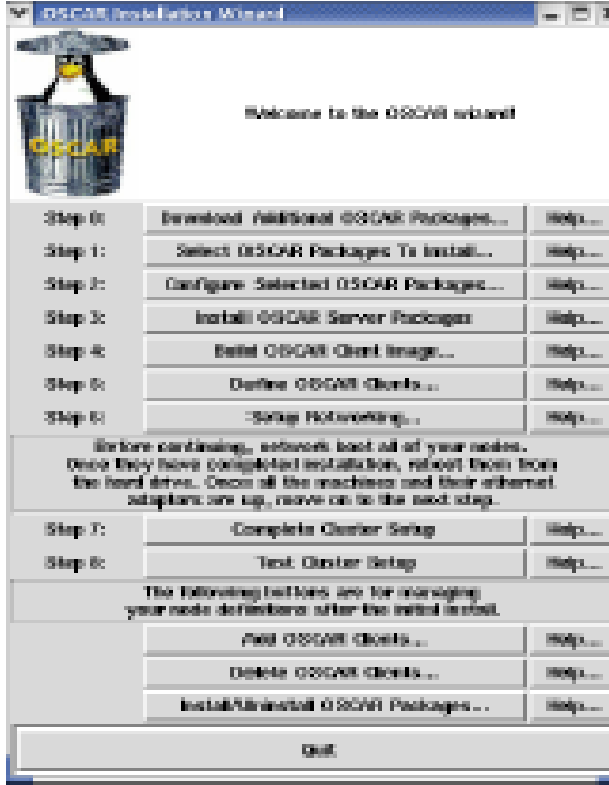 OSCAR Installation Wizard
OSCAR
Welcome to the OSCAR wizard!
Step 0: Download Additional OSCAR Packages... Help...
Step 1: Select OSCAR Packages To Install... Help...
Step 2: Configure Selected OSCAR Packages... Help...
Step 3: Install OSCAR Server Packages Help...
Step 4: Build OSCAR Client Image... Help...
Step 5: Define OSCAR Clients... Help...
Step 6: Setup Networking... Help...
Before continuing, network boot all of your nodes.
Once they have completed installation, reboot them from
the hard drive. Once all the machines and their ethernet
adaptors are up, move on to the next step.
Step 7: Complete Cluster Setup Help...
Step 8: Test Cluster Setup Help...
The following buttons are for managing
your node definitions after the initial install.
Add OSCAR Clients... Help...
Delete OSCAR Clients... Help...
Install/Uninstall OSCAR Packages... Help...
Quit